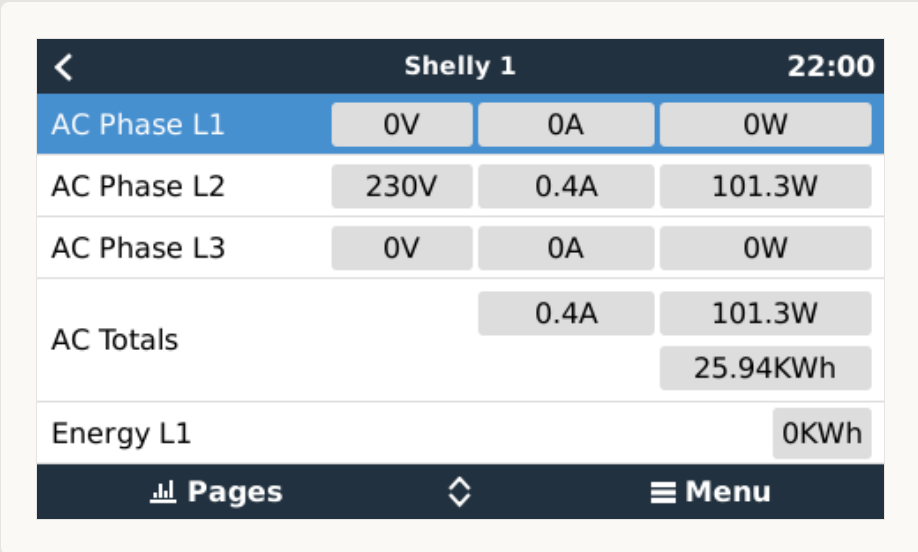 Shelly 1 22:00
AC Phase L1 0V 0A 0W
AC Phase L2 230V 0.4A 101.3W
AC Phase L3 0V 0A 0W
AC Totals 0.4A 101.3W
25.94KWh
Energy L1 0KWh
Pages Menu